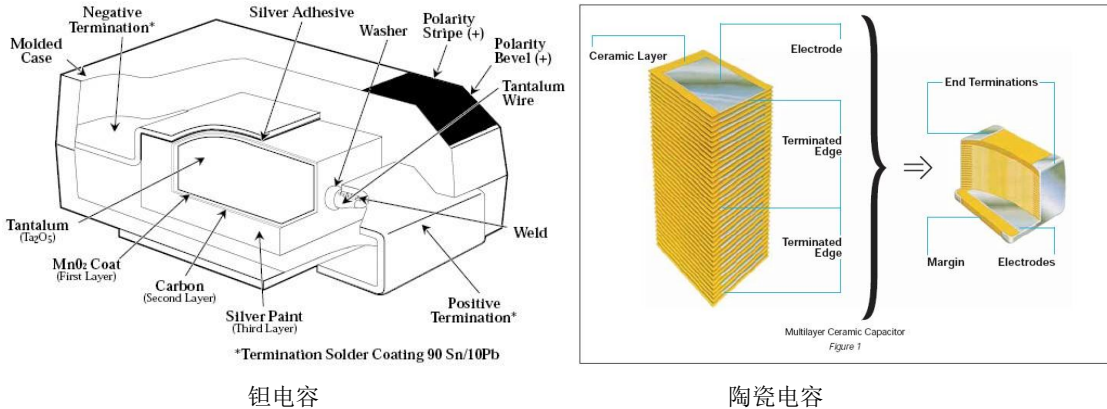 Negative
Termination*
Molded
Case
Silver Adhesive
Washer
Polarity
Stripe (+)
Polarity
Bevel (+)
Tantalum
Wire
Tantalum
(Ta₂O₅)
MnO₂ Coat
(First Layer)
Carbon
(Second Layer)
Silver Paint
(Third Layer)
Weld
Positive
Termination*
*Termination Solder Coating 90 Sn/10Pb
钽电容
Ceramic Layer
Electrode
Terminated
Edge
Terminated
Edge
End Terminations
Margin
Electrodes
Multilayer Ceramic Capacitor
Figure 1
陶瓷电容